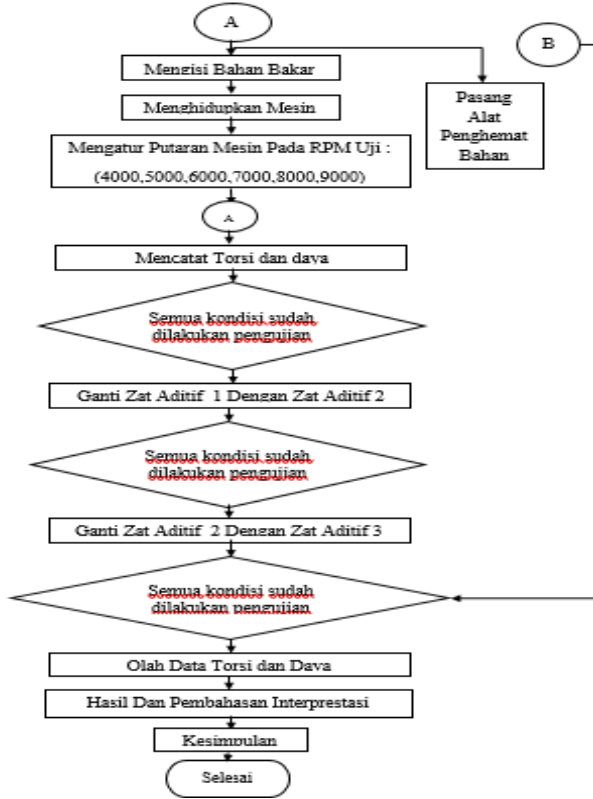 A
B
Mengisi Bahan Bakar
Menghidupkan Mesin
Pasang
Alat
Penghemat
Bahan
Mengatur Putaran Mesin Pada RPM Uji :
(4000,5000,6000,7000,8000,9000)
A
Mencatat Torsi dan daya
Semua kondisi sudah
dilakukan pengujian
Ganti Zat Aditif 1 Dengan Zat Aditif 2
Semua kondisi sudah
dilakukan pengujian
Ganti Zat Aditif 2 Dengan Zat Aditif 3
Semua kondisi sudah
dilakukan pengujian
Olah Data Torsi dan Daya
Hasil Dan Pembahasan Interprestasi
Kesimpulan
Selesai